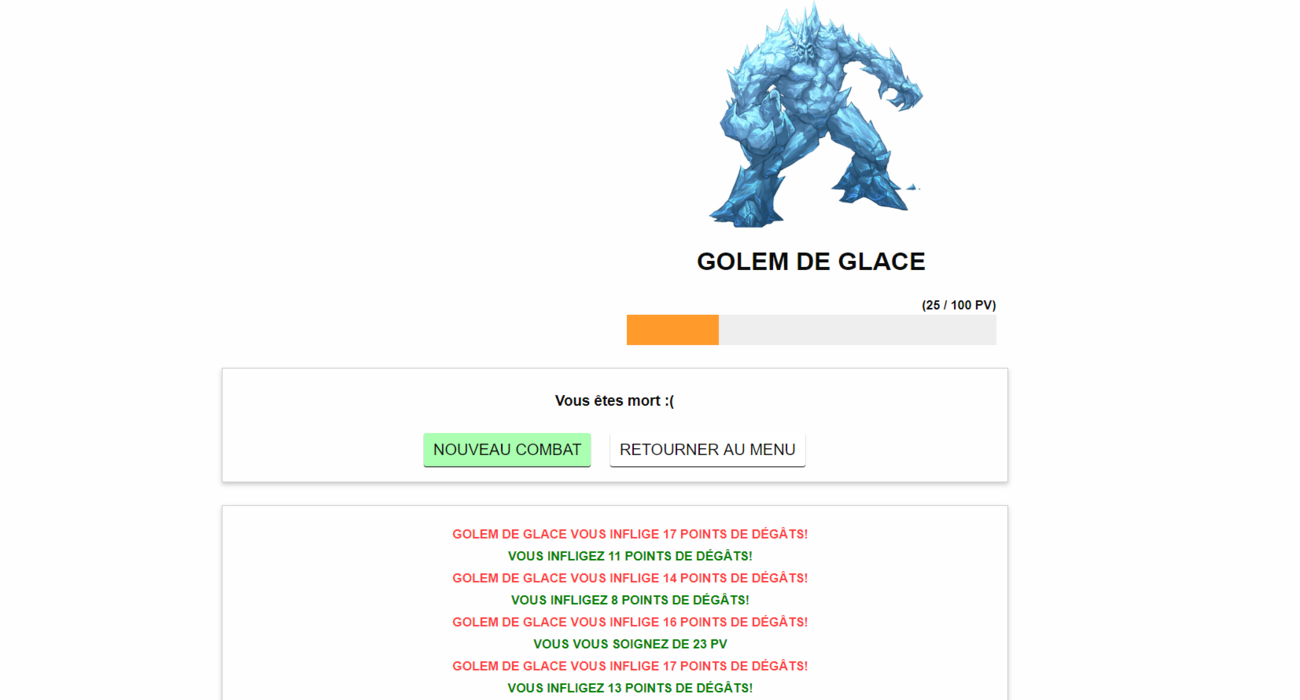 GOLEM DE GLACE
(25 / 100 PV)
Vous êtes mort :(
NOUVEAU COMBAT
RETOURNER AU MENU
GOLEM DE GLACE VOUS INFLIGE 17 POINTS DE DÉGÂTS!
VOUS INFLIGEZ 11 POINTS DE DÉGÂTS!
GOLEM DE GLACE VOUS INFLIGE 14 POINTS DE DÉGÂTS!
VOUS INFLIGEZ 8 POINTS DE DÉGÂTS!
GOLEM DE GLACE VOUS INFLIGE 16 POINTS DE DÉGÂTS!
VOUS VOUS SOIGNEZ DE 23 PV
GOLEM DE GLACE VOUS INFLIGE 17 POINTS DE DÉGÂTS!
VOUS INFLIGEZ 13 POINTS DE DÉGÂTS!